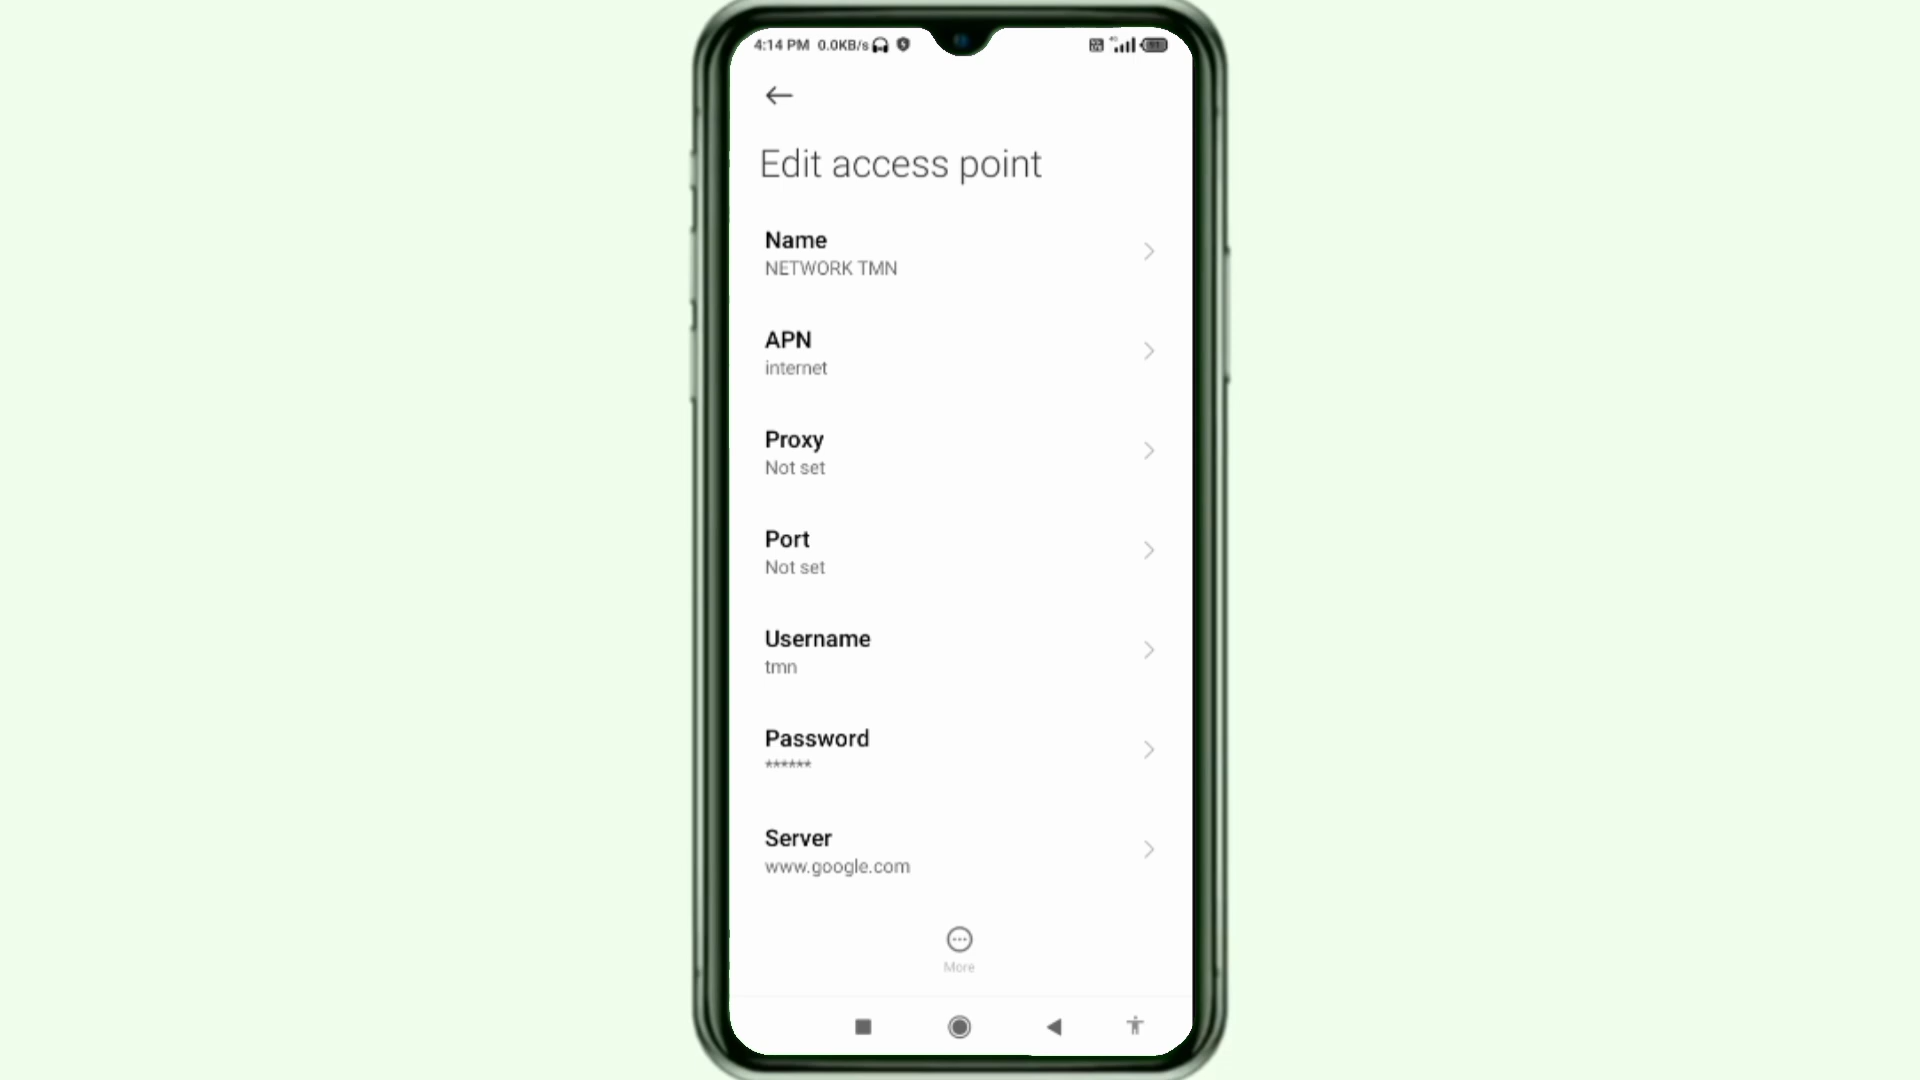 4:14 PM 0.0KB/s
Edit access point
Name
NETWORK TMN
APN
internet
Proxy
Not set
Port
Not set
Username
tmn
Password
******
Server
www.google.com
More